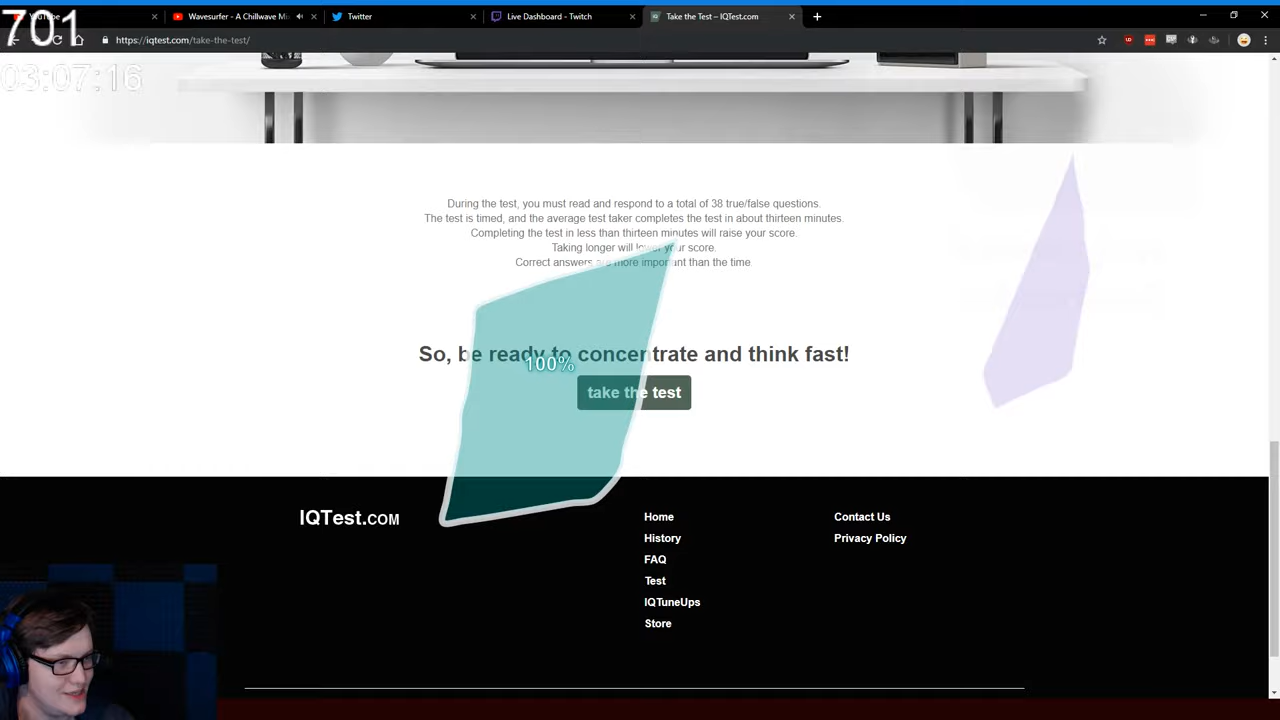 701
YouTube
Wavesurfer - A Chillwave Mi
Twitter
Live Dashboard - Twitch
Take the Test – IQTest.com
https://iqtest.com/take-the-test/
03:07:16
During the test, you must read and respond to a total of 38 true/false questions.
The test is timed, and the average test taker completes the test in about thirteen minutes.
Completing the test in less than thirteen minutes will raise your score.
Taking longer will lower your score.
Correct answers are more important than the time.
So, be ready to concentrate and think fast!
100%
take the test
IQTest.COM
Home
History
FAQ
Test
IQTuneUps
Store
Contact Us
Privacy Policy